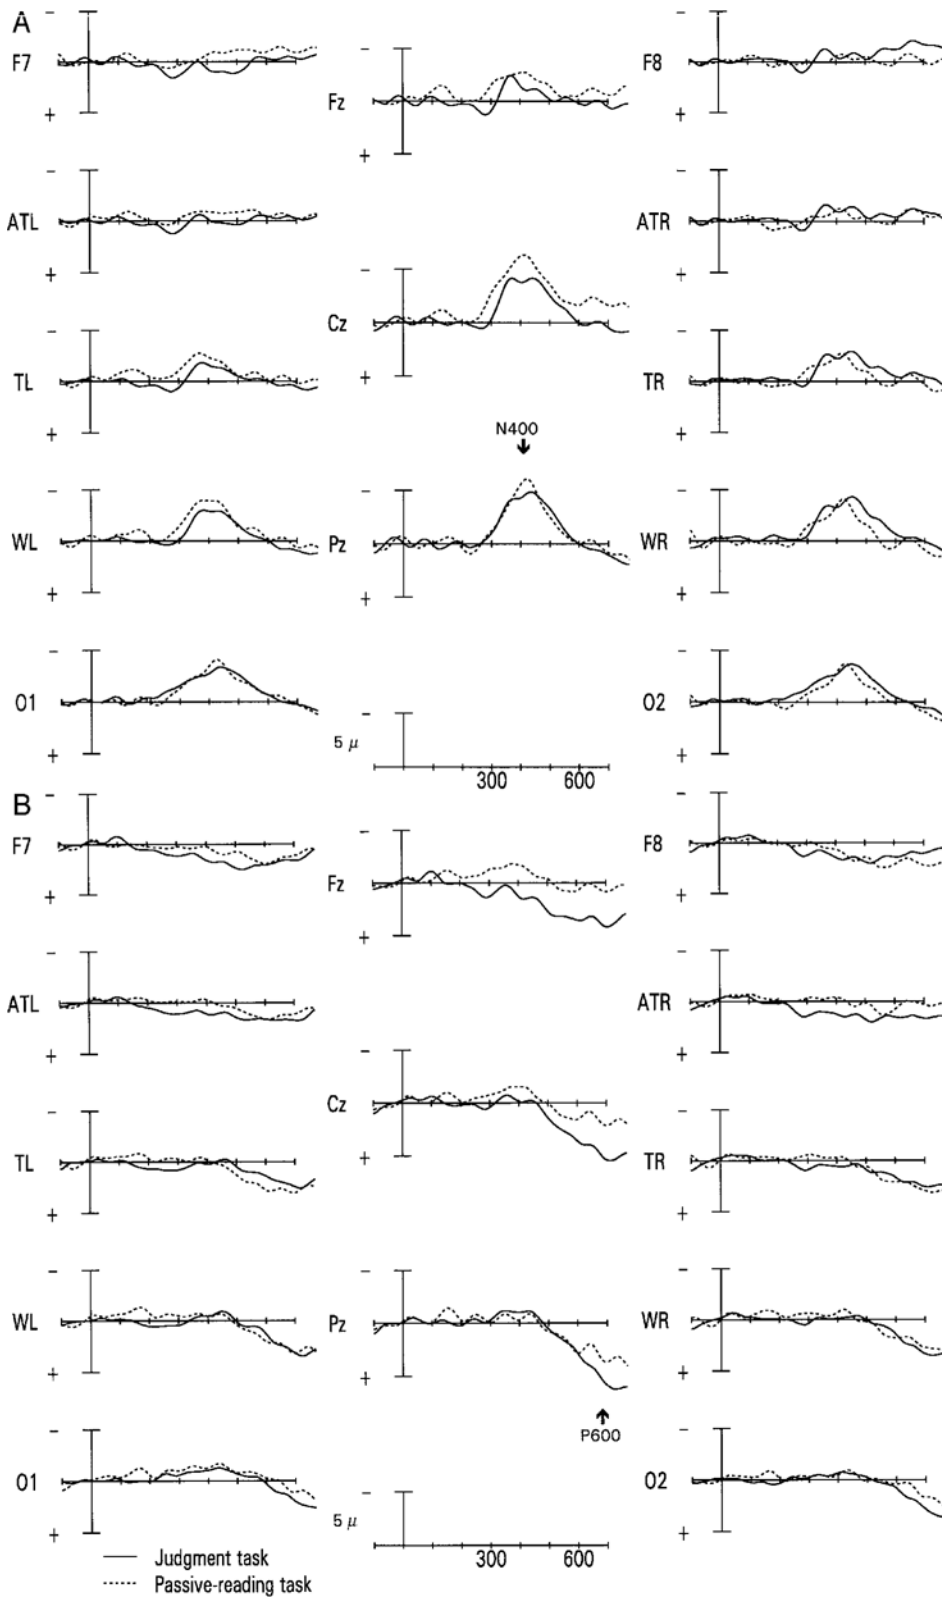 A
−
F7
+
−
Fz
+
−
F8
+
−
ATL
+
−
Cz
+
−
ATR
+
−
TL
+
−
TR
+
N400
−
WL
+
−
Pz
+
−
WR
+
−
O1
+
−
5 μ
300 600
−
O2
+
B
−
F7
+
−
Fz
+
−
F8
+
−
ATL
+
−
Cz
+
−
ATR
+
−
TL
+
−
TR
+
−
WL
+
−
Pz
+
−
WR
+
P600
−
O1
+
−
5 μ
300 600
−
O2
+
Judgment task
Passive-reading task